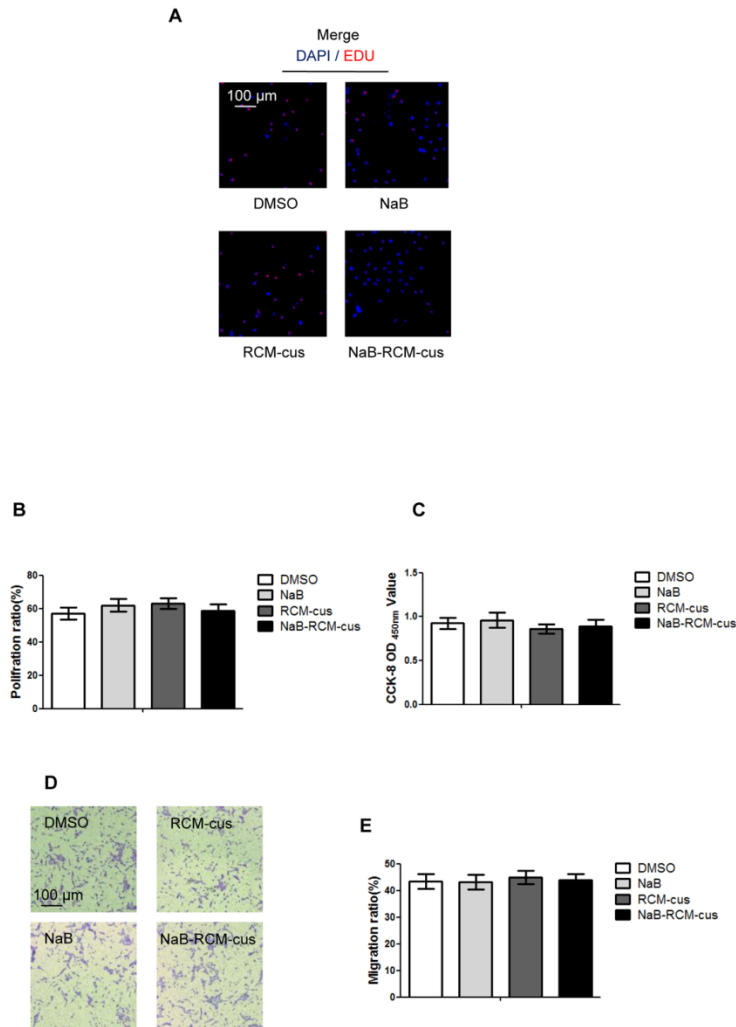 A
Merge
DAPI / EDU
100 µm
DMSO
NaB
RCM-cus
NaB-RCM-cus
B
Polifration ratio(%)
80
60
40
20
0
DMSO
NaB
RCM-cus
NaB-RCM-cus
C
CCK-8 OD 450nm Value
1.5
1.0
0.5
0.0
DMSO
NaB
RCM-cus
NaB-RCM-cus
D
DMSO
RCM-cus
100 µm
NaB
NaB-RCM-cus
E
Migration ratio(%)
50
40
30
20
10
0
DMSO
NaB
RCM-cus
NaB-RCM-cus